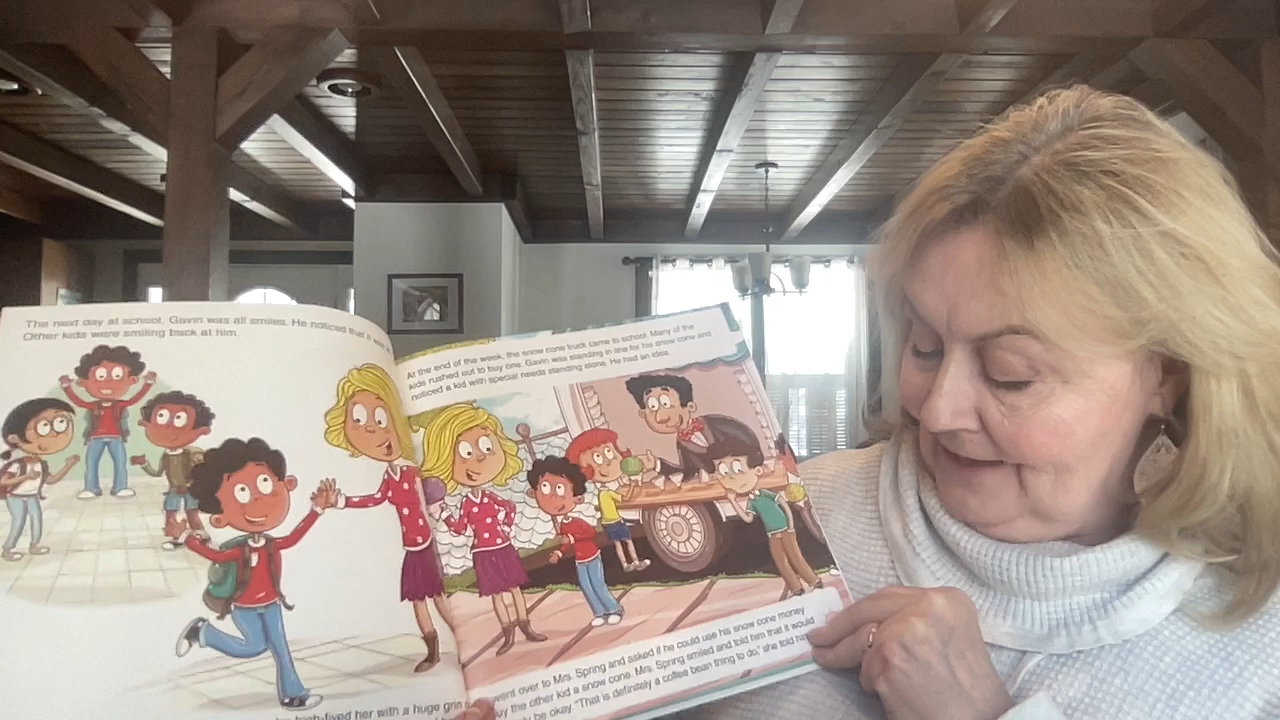 The next day at school, Gavin was all smiles. He noticed that it was
Other kids were smiling back at him.
high-fived her with a huge grin
At the end of the week, the snow cone truck came to school. Many of the
kids rushed out to buy one. Gavin was standing in line for his snow cone and
noticed a kid with special needs standing alone. He had an idea.
went over to Mrs. Spring and asked if he could use his snow cone money
buy the other kid a snow cone. Mrs. Spring smiled and told him that it would
be okay. "That is definitely a coffee bean thing to do," she told him